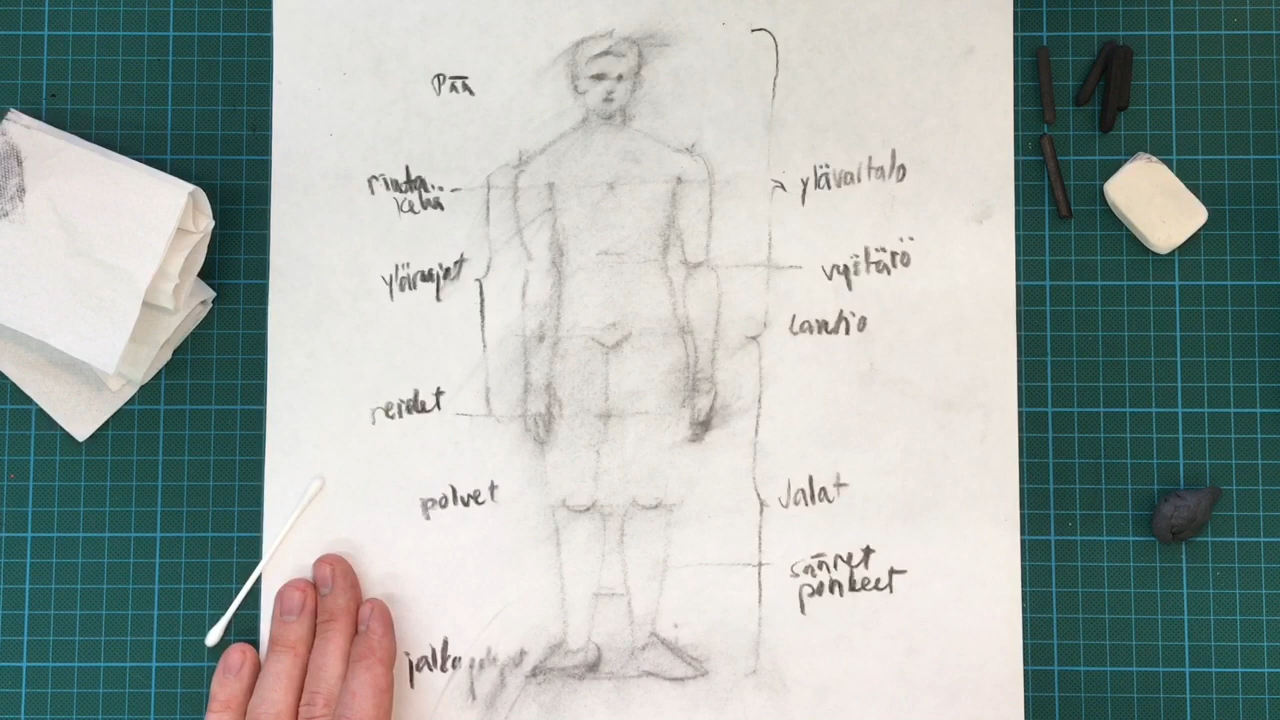 Pää
rinta..
kehä
ylävartalo
vyötärö
yläraajat
lantio
reidet
polvet
Jalat
sääret
pohkeet